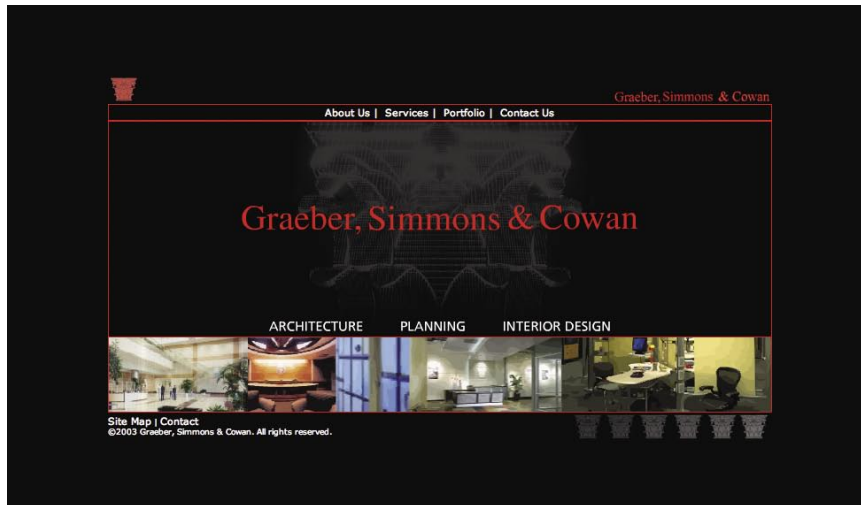 Graeber, Simmons & Cowan
About Us | Services | Portfolio | Contact Us
Graeber, Simmons & Cowan
ARCHITECTURE PLANNING INTERIOR DESIGN
Site Map | Contact
©2003 Graeber, Simmons & Cowan. All rights reserved.